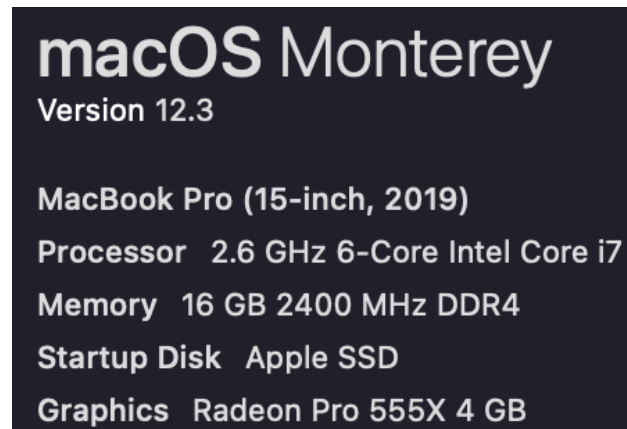 macOS Monterey
Version 12.3
MacBook Pro (15-inch, 2019)
Processor 2.6 GHz 6-Core Intel Core i7
Memory 16 GB 2400 MHz DDR4
Startup Disk Apple SSD
Graphics Radeon Pro 555X 4 GB